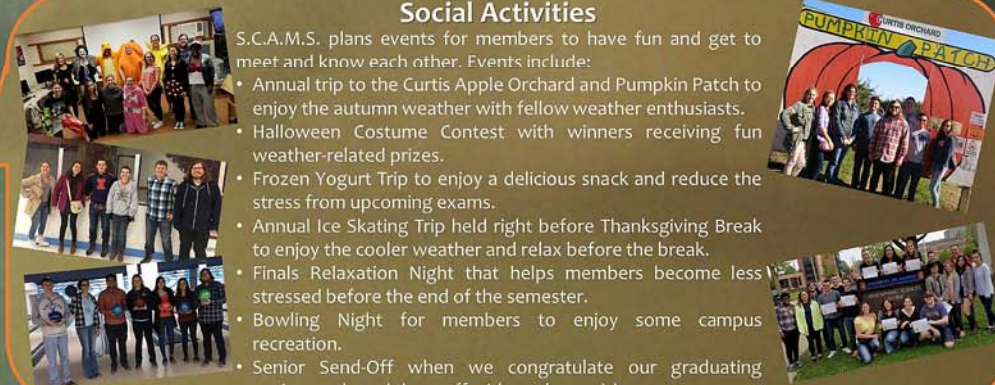 Social Activities
S.C.A.M.S. plans events for members to have fun and get to
meet and know each other. Events include:
• Annual trip to the Curtis Apple Orchard and Pumpkin Patch to
enjoy the autumn weather with fellow weather enthusiasts.
• Halloween Costume Contest with winners receiving fun
weather-related prizes.
• Frozen Yogurt Trip to enjoy a delicious snack and reduce the
stress from upcoming exams.
• Annual Ice Skating Trip held right before Thanksgiving Break
to enjoy the cooler weather and relax before the break.
• Finals Relaxation Night that helps members become less
stressed before the end of the semester.
• Bowling Night for members to enjoy some campus
recreation.
• Senior Send-Off when we congratulate our graduating
CURTIS ORCHARD
PUMPKIN PATCH